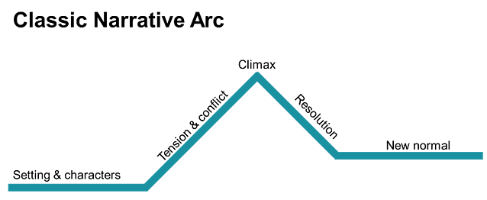 Classic Narrative Arc
Climax
Tension & conflict
Resolution
New normal
Setting & characters